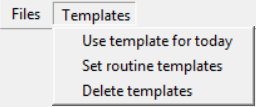 Files Templates
Use template for today
Set routine templates
Delete templates